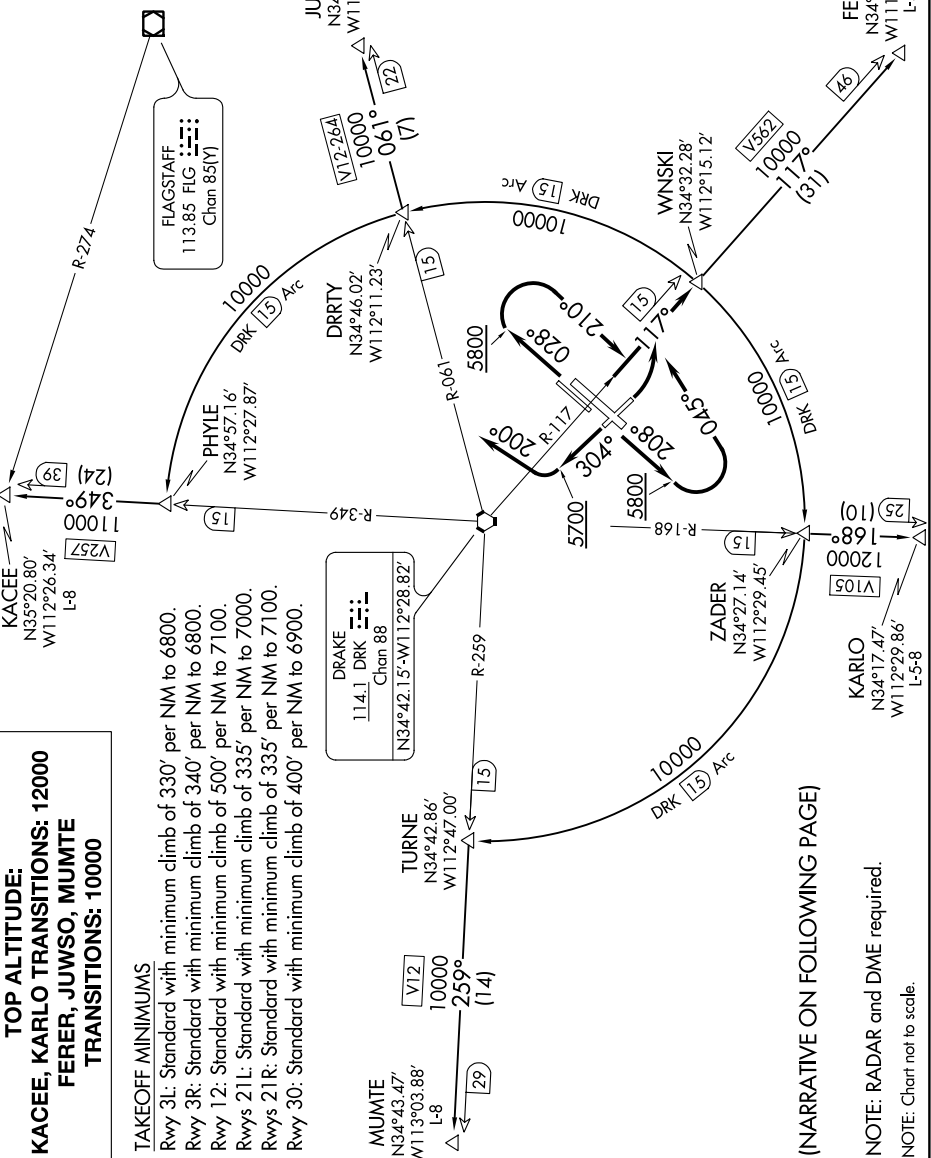 TOP ALTITUDE:
KACEE, KARLO TRANSITIONS: 12000
FERER, JUWSO, MUMTE
TRANSITIONS: 10000
TAKEOFF MINIMUMS
Rwy 3L: Standard with minimum climb of 330' per NM to 6800.
Rwy 3R: Standard with minimum climb of 340' per NM to 6800.
Rwy 12: Standard with minimum climb of 500' per NM to 7100.
Rwys 21L: Standard with minimum climb of 335' per NM to 7000.
Rwys 21R: Standard with minimum climb of 335' per NM to 7100.
Rwy 30: Standard with minimum climb of 400' per NM to 6900.
KACEE
N35°20.80'
W112°26.34'
L-8
39
V257
11000
349°
(24)
PHYLE
N34°57.16'
W112°27.87'
15
R-349
R-274
FLAGSTAFF
113.85 FLG
Chan 85(Y)
10000
DRK 15 Arc
JU
N34
W11
22
V12-264
10000
061°
(7)
DRRTY
N34°46.02'
W112°11.23'
15
R-061
10000
DRK 15 Arc
WNSKI
N34°32.28'
W112°15.12'
V562
10000
117°
(31)
46
FE
N34°
W111
L-
DRAKE
114.1 DRK
Chan 88
N34°42.15'-W112°28.82'
R-117
15
117°
5800
028°
210°
200°
304°
5700
208°
5800
045°
10000
DRK 15 Arc
R-168
15
ZADER
N34°27.14'
W112°29.45'
V105
12000
168°
(10)
25
KARLO
N34°17.47'
W112°29.86'
L-5-8
R-259
15
TURNE
N34°42.86'
W112°47.00'
10000
DRK 15 Arc
V12
10000
259°
(14)
29
MUMTE
N34°43.47'
W113°03.88'
L-8
(NARRATIVE ON FOLLOWING PAGE)
NOTE: RADAR and DME required.
NOTE: Chart not to scale.